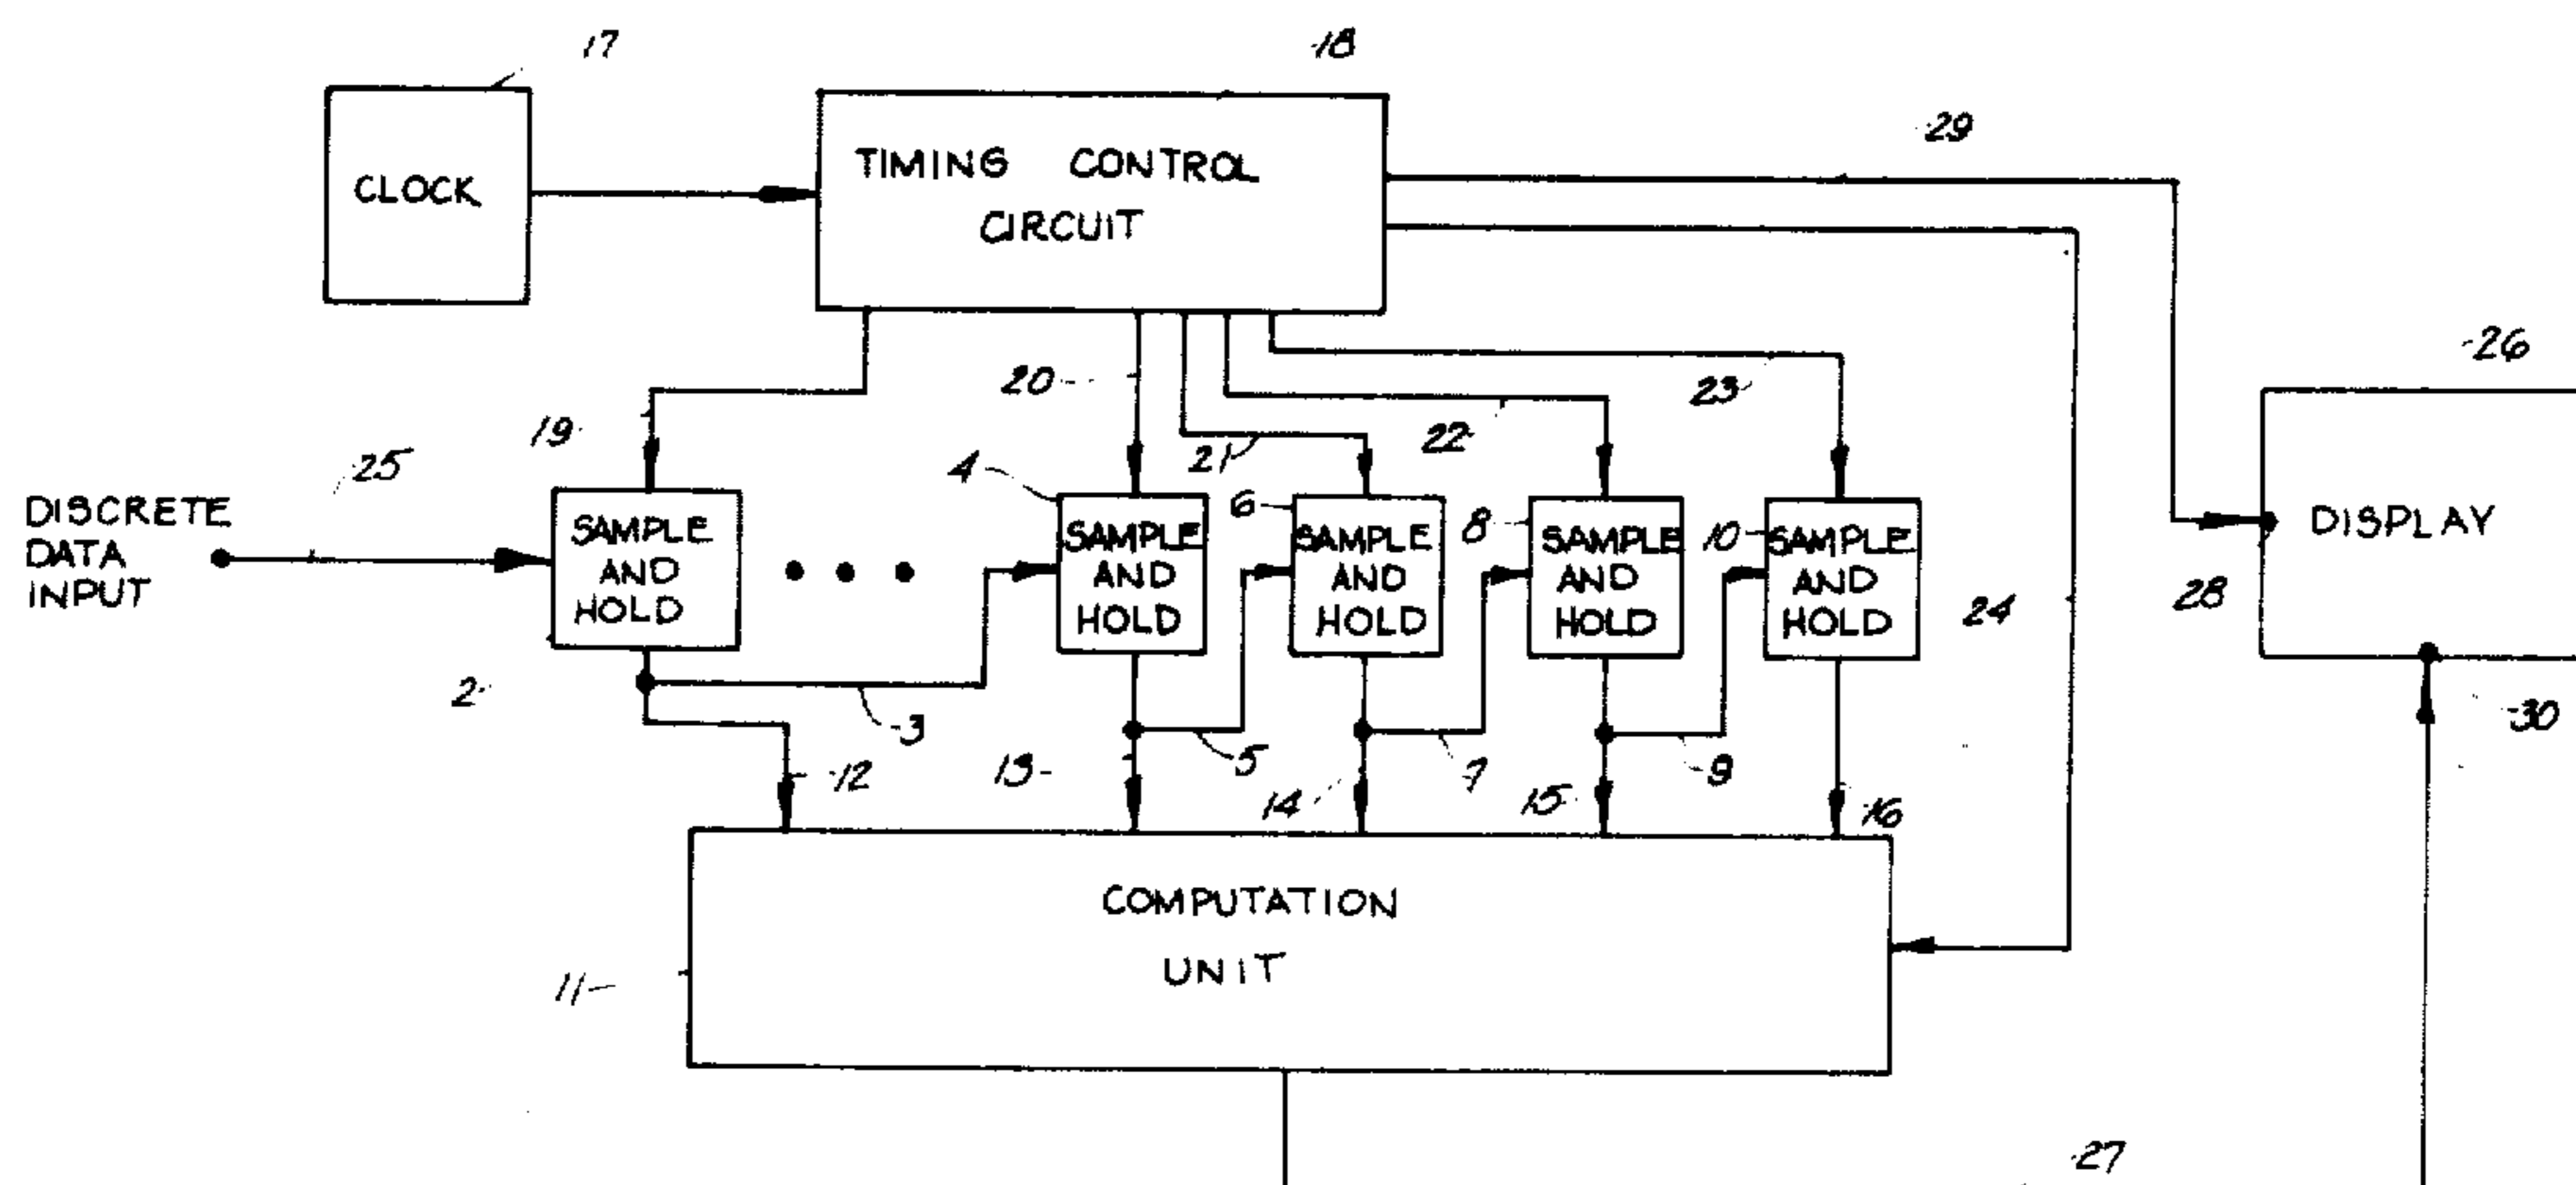 17
18
CLOCK
TIMING CONTROL
CIRCUIT
29
26
20
23
19
22
21
25
4
6
8
10
DISCRETE
DATA
INPUT
SAMPLE
AND
HOLD
SAMPLE
AND
HOLD
SAMPLE
AND
HOLD
SAMPLE
AND
HOLD
SAMPLE
AND
HOLD
DISPLAY
28
24
2
3
30
12
13
5
14
7
15
9
16
COMPUTATION
UNIT
11
27